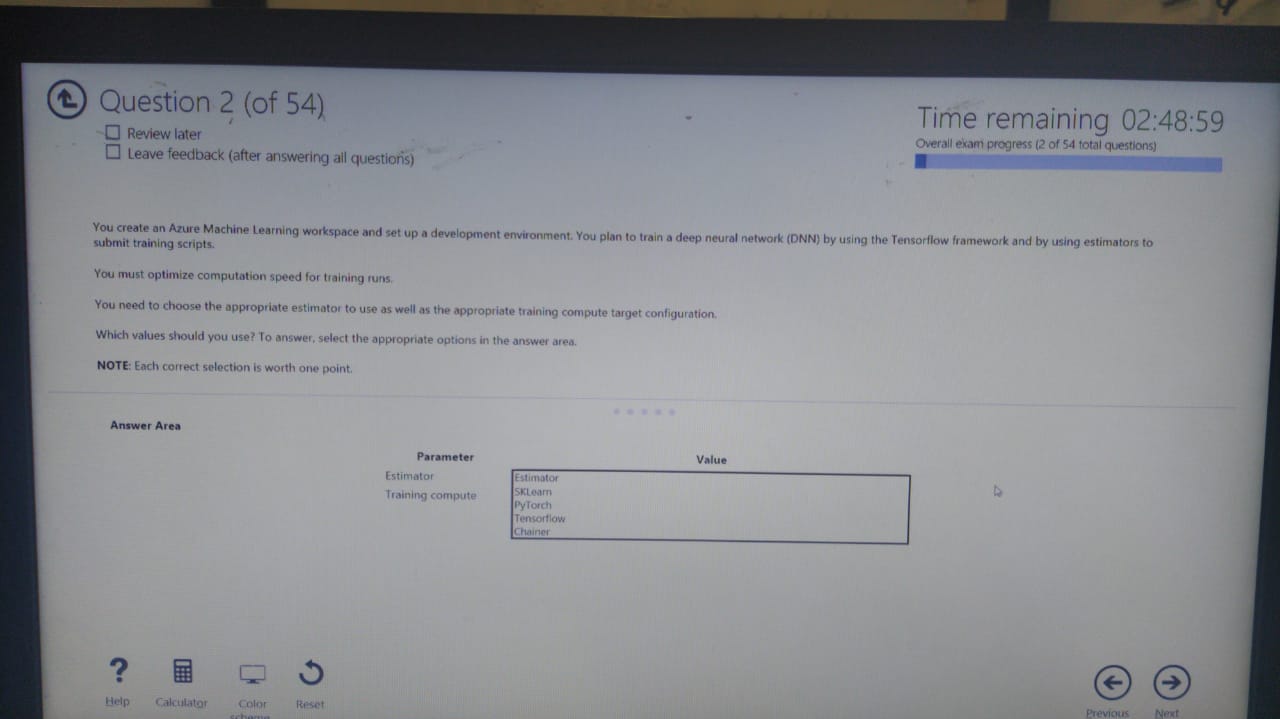 Question 2 (of 54)
Review later
Leave feedback (after answering all questions)
Time remaining 02:48:59
Overall exam progress (2 of 54 total questions)
You create an Azure Machine Learning workspace and set up a development environment. You plan to train a deep neural network (DNN) by using the Tensorflow framework and by using estimators to
submit training scripts.
You must optimize computation speed for training runs.
You need to choose the appropriate estimator to use as well as the appropriate training compute target configuration.
Which values should you use? To answer, select the appropriate options in the answer area.
NOTE: Each correct selection is worth one point.
Answer Area
Parameter Value
Estimator
Training compute
Estimator
SKLearn
PyTorch
Tensorflow
Chainer
Help Calculator Color scheme Reset
Previous Next